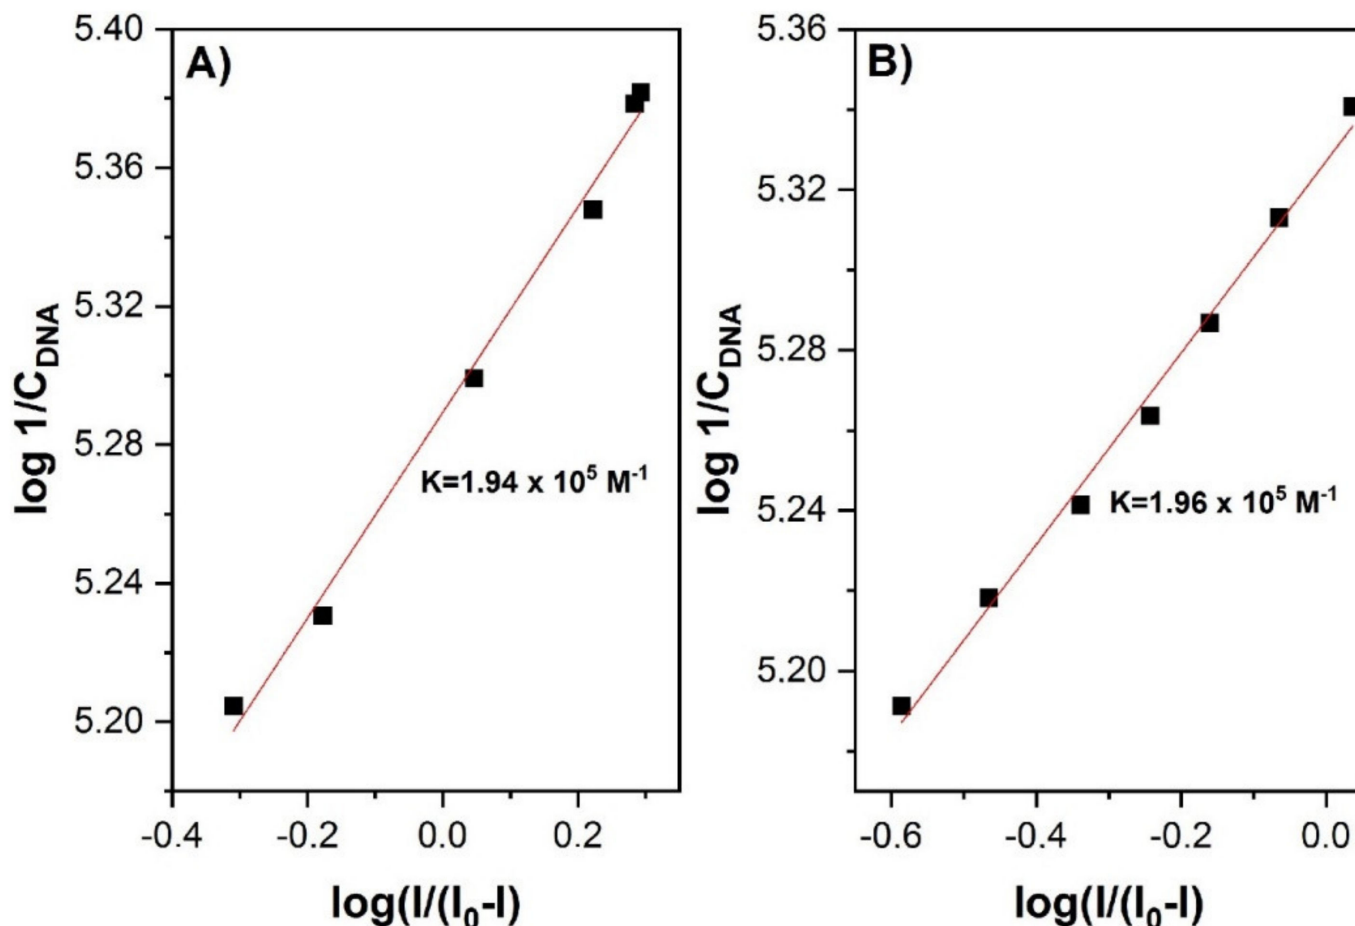 A)
log 1/C_DNA
5.40
5.36
5.32
5.28
5.24
5.20
K=1.94 x 10⁵ M⁻¹
-0.4 -0.2 0.0 0.2
log(I/(I₀-I)
B)
log 1/C_DNA
5.36
5.32
5.28
5.24
5.20
K=1.96 x 10⁵ M⁻¹
-0.6 -0.4 -0.2 0.0
log(I/(I₀-I)